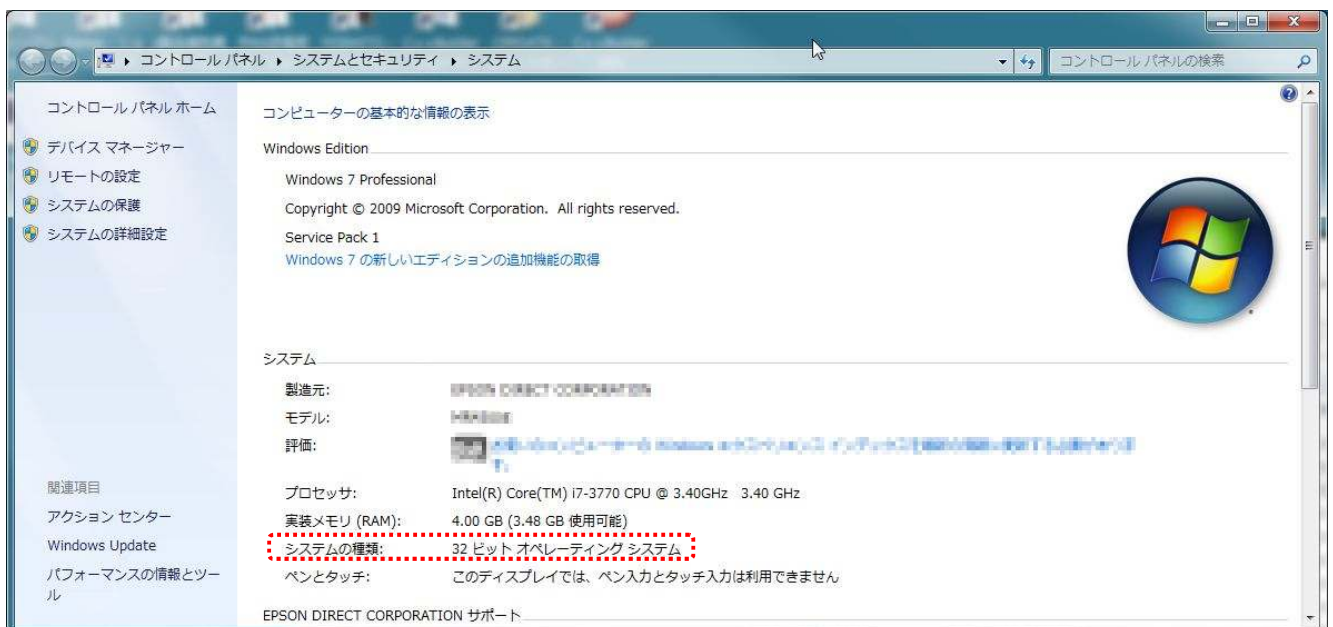 コントロール パネル ▸ システムとセキュリティ ▸ システム
コントロール パネルの検索
コントロール パネル ホーム
デバイス マネージャー
リモートの設定
システムの保護
システムの詳細設定
関連項目
アクション センター
Windows Update
パフォーマンスの情報とツー
ル
コンピューターの基本的な情報の表示
Windows Edition
Windows 7 Professional
Copyright © 2009 Microsoft Corporation. All rights reserved.
Service Pack 1
Windows 7 の新しいエディションの追加機能の取得
システム
製造元:
モデル:
評価:
プロセッサ: Intel(R) Core(TM) i7-3770 CPU @ 3.40GHz 3.40 GHz
実装メモリ (RAM): 4.00 GB (3.48 GB 使用可能)
システムの種類: 32 ビット オペレーティング システム
ペンとタッチ: このディスプレイでは、ペン入力とタッチ入力は利用できません
EPSON DIRECT CORPORATION サポート